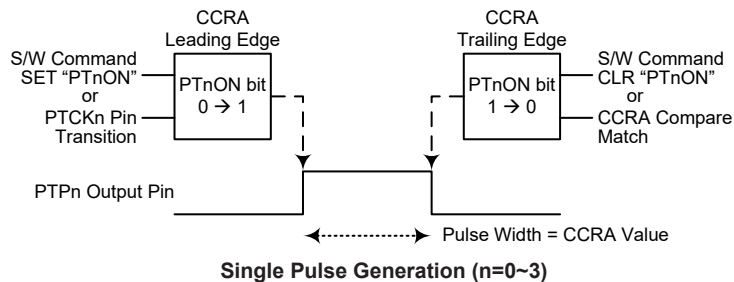 CCRA
Leading Edge
S/W Command
SET “PTnON”
or
PTCKn Pin
Transition
PTnON bit
0 → 1
CCRA
Trailing Edge
PTnON bit
1 → 0
S/W Command
CLR “PTnON”
or
CCRA Compare
Match
PTPn Output Pin
Pulse Width = CCRA Value
Single Pulse Generation (n=0~3)